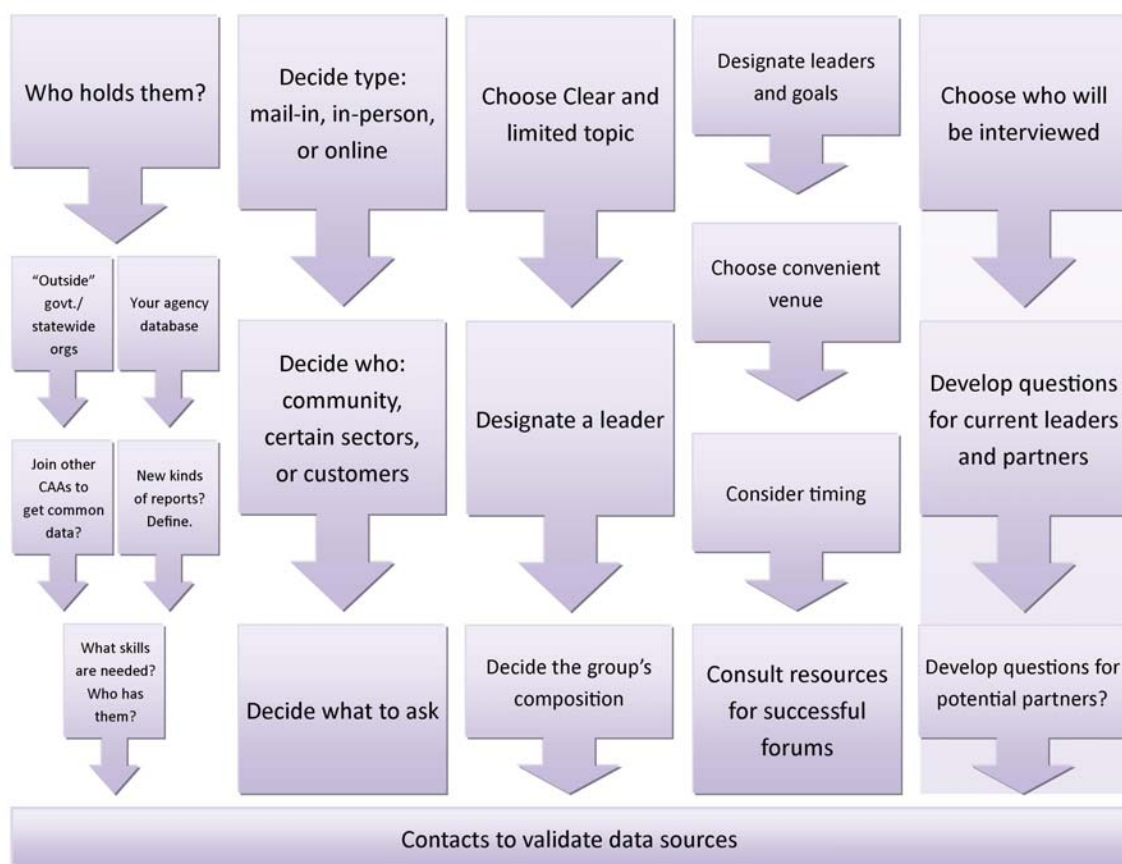 Who holds them?
"Outside"
govt./
statewide
orgs
Your agency
database
Join other
CAAs to
get common
data?
New kinds
of reports?
Define.
What skills
are needed?
Who has
them?
Decide type:
mail-in, in-person,
or online
Decide who:
community,
certain sectors,
or customers
Decide what to ask
Choose Clear and
limited topic
Designate a leader
Decide the group's
composition
Designate leaders
and goals
Choose convenient
venue
Consider timing
Consult resources
for successful
forums
Choose who will
be interviewed
Develop questions
for current leaders
and partners
Develop questions for
potential partners?
Contacts to validate data sources